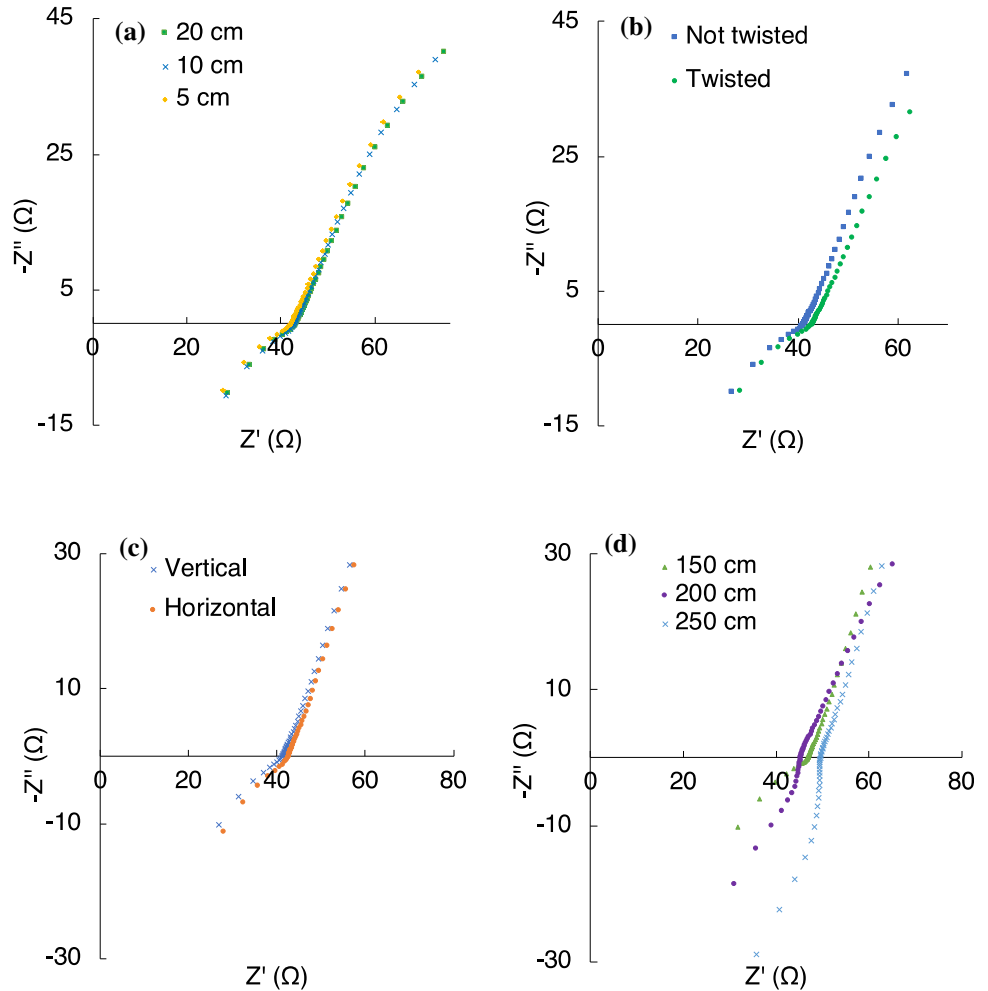 (a)
20 cm
10 cm
5 cm
45
25
5
-15
0
20
40
60
-Z'' (Ω)
Z' (Ω)
(b)
Not twisted
Twisted
45
25
5
-15
0
20
40
60
-Z'' (Ω)
Z' (Ω)
(c)
Vertical
Horizontal
30
10
-10
-30
0
20
40
60
80
-Z'' (Ω)
Z' (Ω)
(d)
150 cm
200 cm
250 cm
30
10
-10
-30
0
20
40
60
80
-Z'' (Ω)
Z' (Ω)